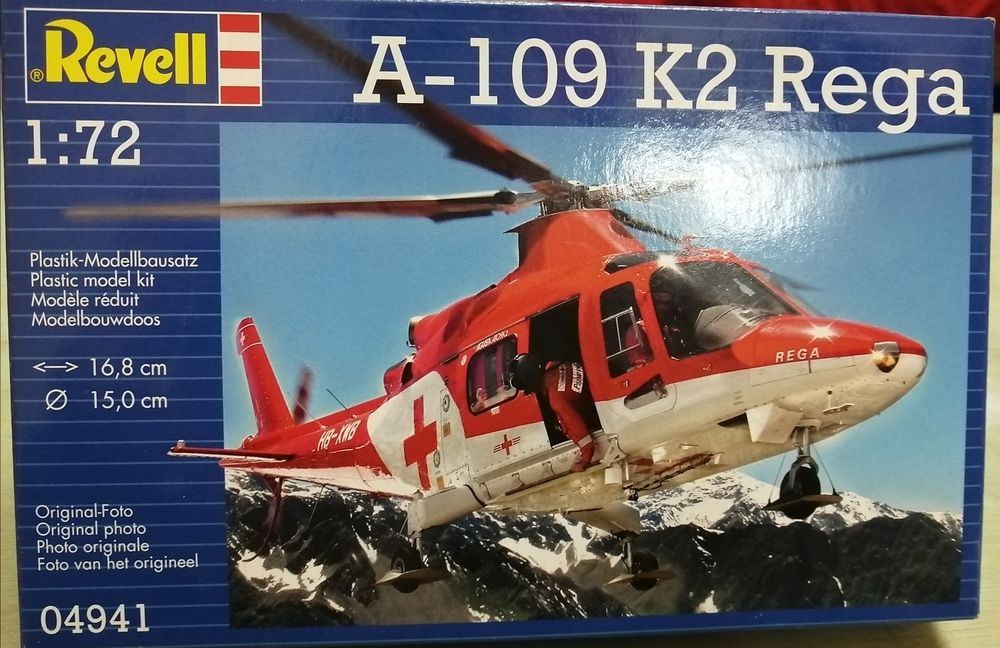 ®Revell
A-109 K2 Rega
1:72
Plastik-Modellbausatz
Plastic model kit
Modèle réduit
Modelbouwdoos
16,8 cm
Ø 15,0 cm
REGA
HB-XWB
Original-Foto
Original photo
Photo originale
Foto van het origineel
04941